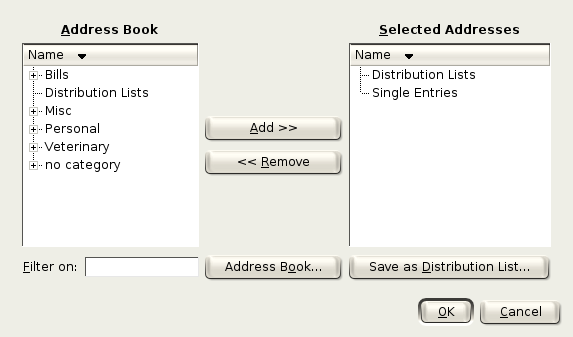 Address Book
Name
Bills
Distribution Lists
Misc
Personal
Veterinary
no category
Filter on:
Add >>
<< Remove
Address Book...
Selected Addresses
Name
Distribution Lists
Single Entries
Save as Distribution List...
OK
Cancel